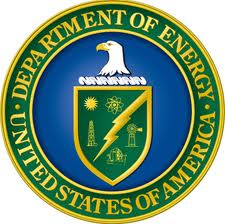 DEPARTMENT OF ENERGY
UNITED STATES OF AMERICA